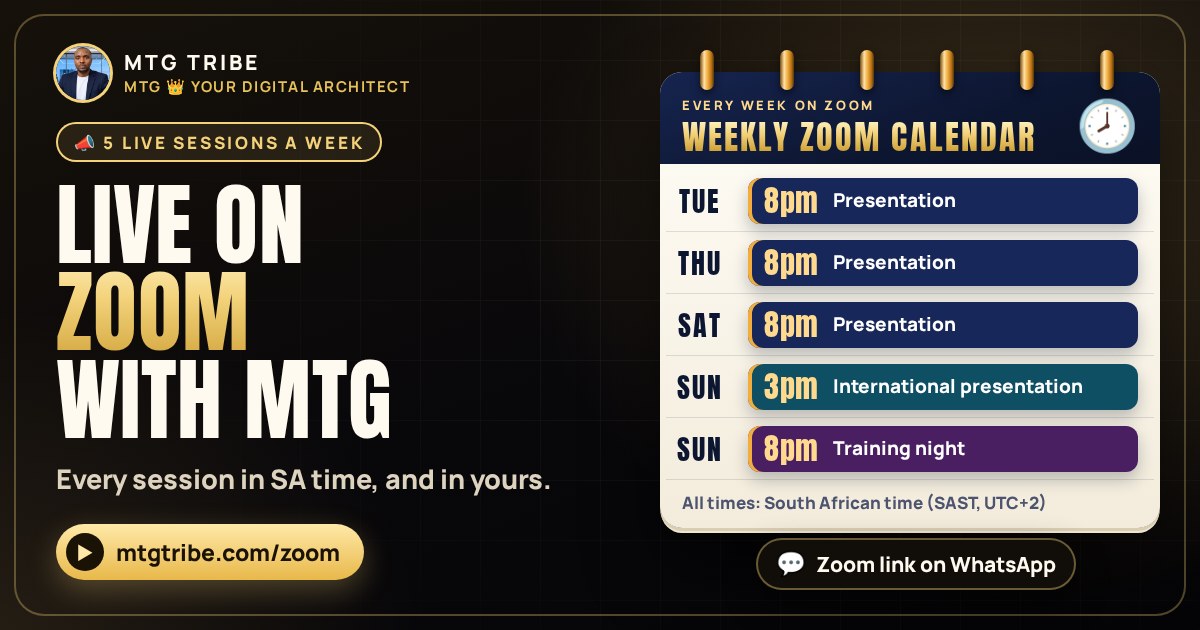 MTG TRIBE
MTG 👑 YOUR DIGITAL ARCHITECT
📣 5 LIVE SESSIONS A WEEK
LIVE ON
ZOOM
WITH MTG
Every session in SA time, and in yours.
mtgtribe.com/zoom
EVERY WEEK ON ZOOM
WEEKLY ZOOM CALENDAR
TUE 8pm Presentation
THU 8pm Presentation
SAT 8pm Presentation
SUN 3pm International presentation
SUN 8pm Training night
All times: South African time (SAST, UTC+2)
💬 Zoom link on WhatsApp